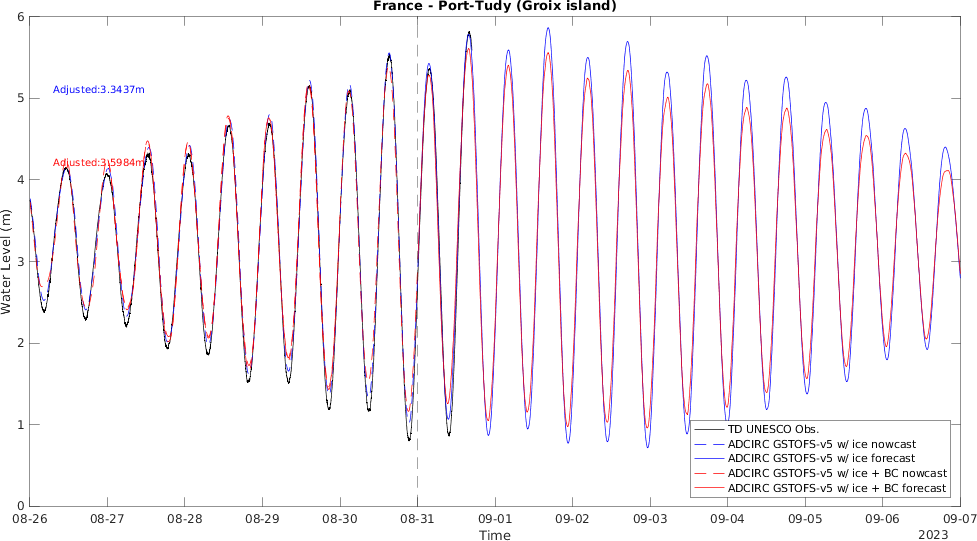 France - Port-Tudy (Groix island)
6
5
4
3
2
1
0
Water Level (m)
Adjusted:3.3437m
Adjusted:3.5984m
TD UNESCO Obs.
ADCIRC GSTOFS-v5 w/ ice nowcast
ADCIRC GSTOFS-v5 w/ ice forecast
ADCIRC GSTOFS-v5 w/ ice + BC nowcast
ADCIRC GSTOFS-v5 w/ ice + BC forecast
08-26 08-27 08-28 08-29 08-30 08-31 09-01 09-02 09-03 09-04 09-05 09-06 09-07
Time
2023